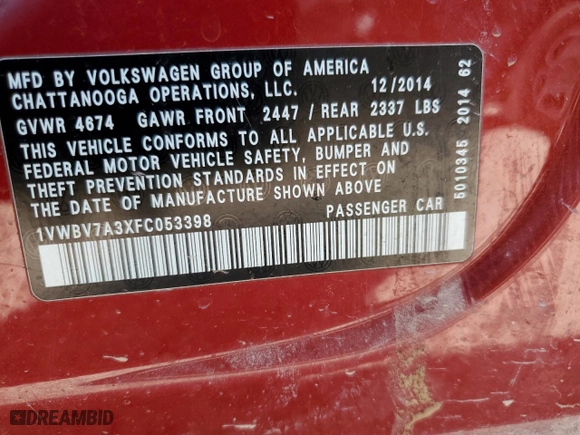 MFD BY VOLKSWAGEN GROUP OF AMERICA
CHATTANOOGA OPERATIONS, LLC. 12/2014
GVWR 4674 GAWR FRONT 2447 / REAR 2337 LBS
THIS VEHICLE CONFORMS TO ALL APPLICABLE U.S.
FEDERAL MOTOR VEHICLE SAFETY, BUMPER AND
THEFT PREVENTION STANDARDS IN EFFECT ON
THE DATE OF MANUFACTURE SHOWN ABOVE
1VWBV7A3XFC053398 PASSENGER CAR
5010345 2014 62
DREAMBID